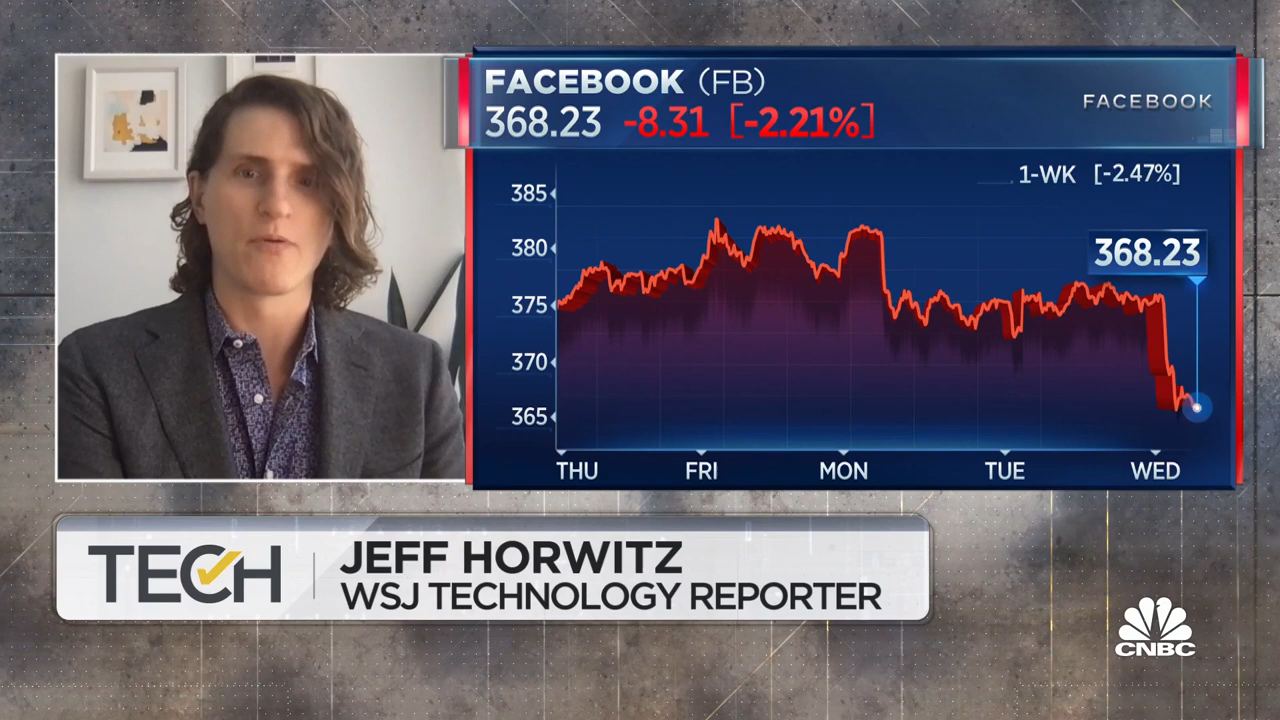 FACEBOOK (FB)
368.23 -8.31 [-2.21%]
FACEBOOK
1-WK [-2.47%]
385
380
375
370
365
368.23
THU FRI MON TUE WED
TECH
JEFF HORWITZ
WSJ TECHNOLOGY REPORTER
CNBC